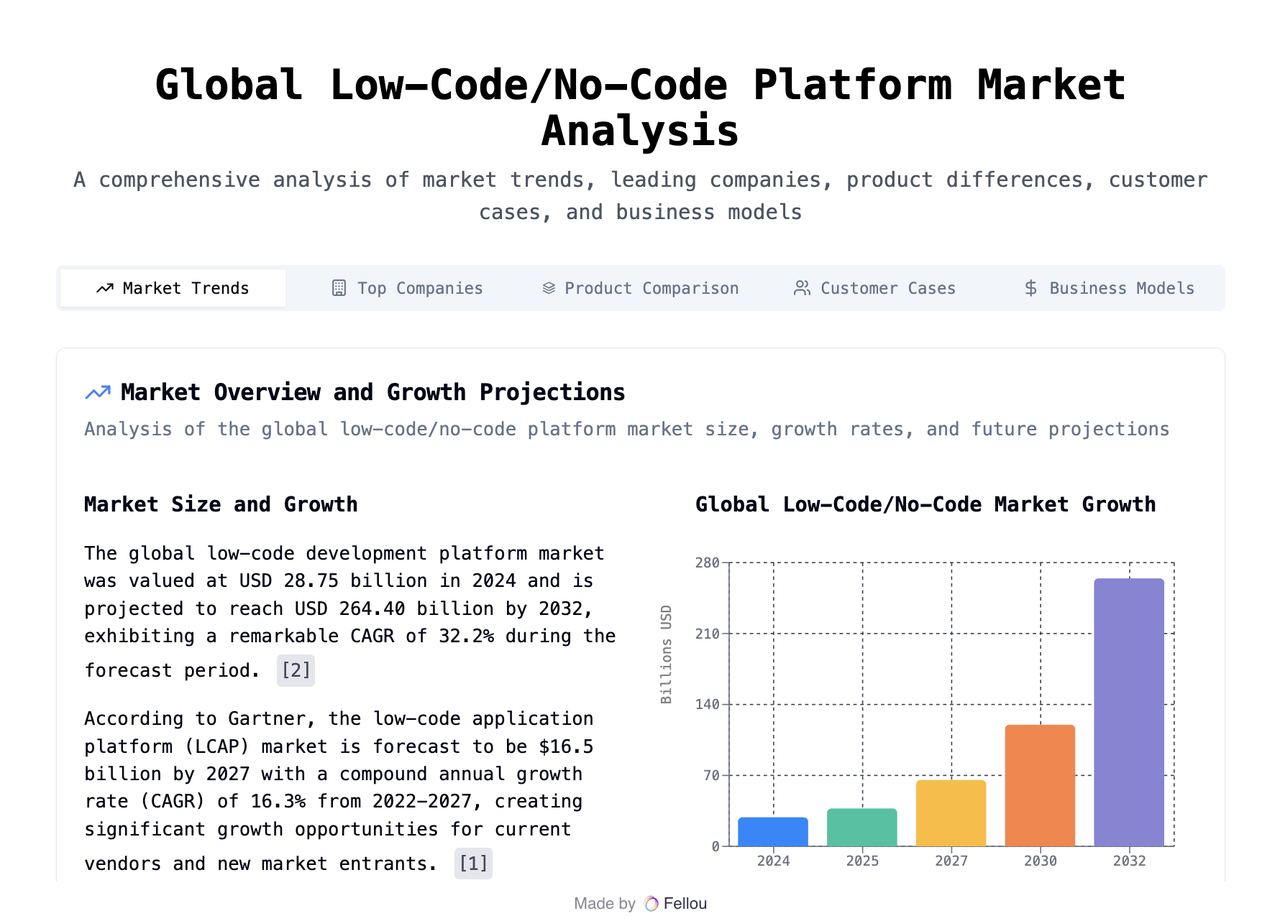 Global Low-Code/No-Code Platform Market
Analysis
A comprehensive analysis of market trends, leading companies, product differences, customer
cases, and business models
Market Trends
Top Companies
Product Comparison
Customer Cases
Business Models
Market Overview and Growth Projections
Analysis of the global low-code/no-code platform market size, growth rates, and future projections
Market Size and Growth
The global low-code development platform market
was valued at USD 28.75 billion in 2024 and is
projected to reach USD 264.40 billion by 2032,
exhibiting a remarkable CAGR of 32.2% during the
forecast period. [2]
According to Gartner, the low-code application
platform (LCAP) market is forecast to be $16.5
billion by 2027 with a compound annual growth
rate (CAGR) of 16.3% from 2022-2027, creating
significant growth opportunities for current
vendors and new market entrants. [1]
Global Low-Code/No-Code Market Growth
Billions USD
280
210
140
70
0
2024 2025 2027 2030 2032
Made by Fellou